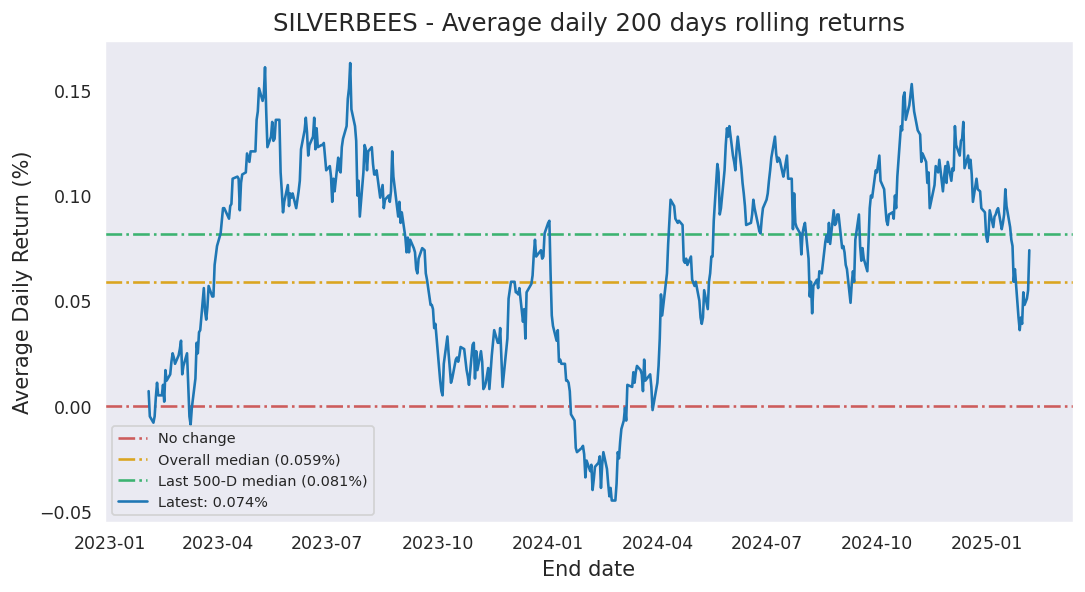 SILVERBEES - Average daily 200 days rolling returns
Average Daily Return (%)
0.15
0.10
0.05
0.00
−0.05
No change
Overall median (0.059%)
Last 500-D median (0.081%)
Latest: 0.074%
2023-01 2023-04 2023-07 2023-10 2024-01 2024-04 2024-07 2024-10 2025-01
End date